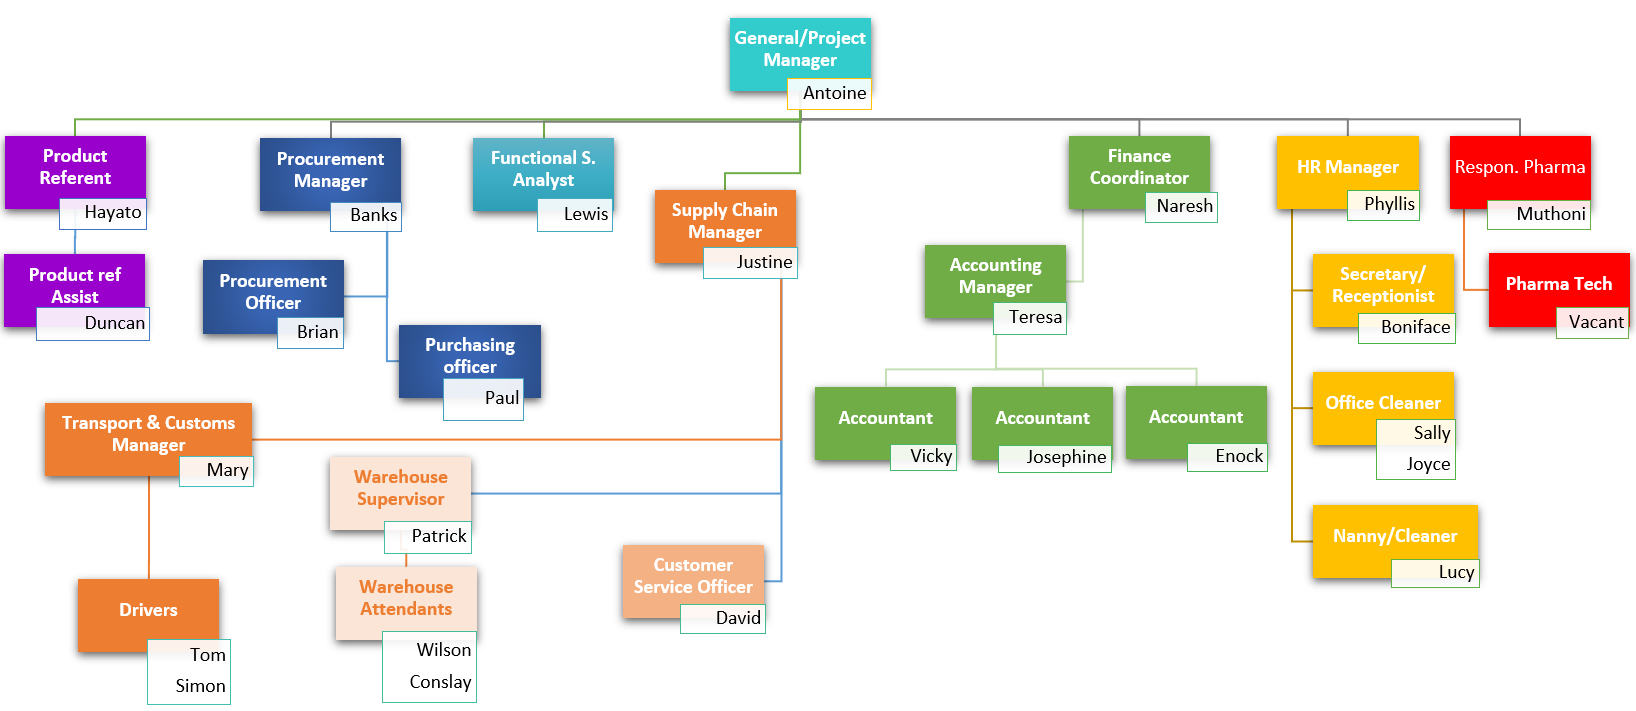 General/Project
Manager
Antoine
Product
Referent
Hayato
Procurement
Manager
Banks
Functional S.
Analyst
Lewis
Supply Chain
Manager
Justine
Finance
Coordinator
Naresh
HR Manager
Phyllis
Respon. Pharma
Muthoni
Product ref
Assist
Duncan
Procurement
Officer
Brian
Purchasing
officer
Paul
Accounting
Manager
Teresa
Secretary/
Receptionist
Boniface
Pharma Tech
Vacant
Accountant
Vicky
Accountant
Josephine
Accountant
Enock
Office Cleaner
Sally
Joyce
Transport & Customs
Manager
Mary
Warehouse
Supervisor
Patrick
Customer
Service Officer
David
Nanny/Cleaner
Lucy
Drivers
Tom
Simon
Warehouse
Attendants
Wilson
Conslay